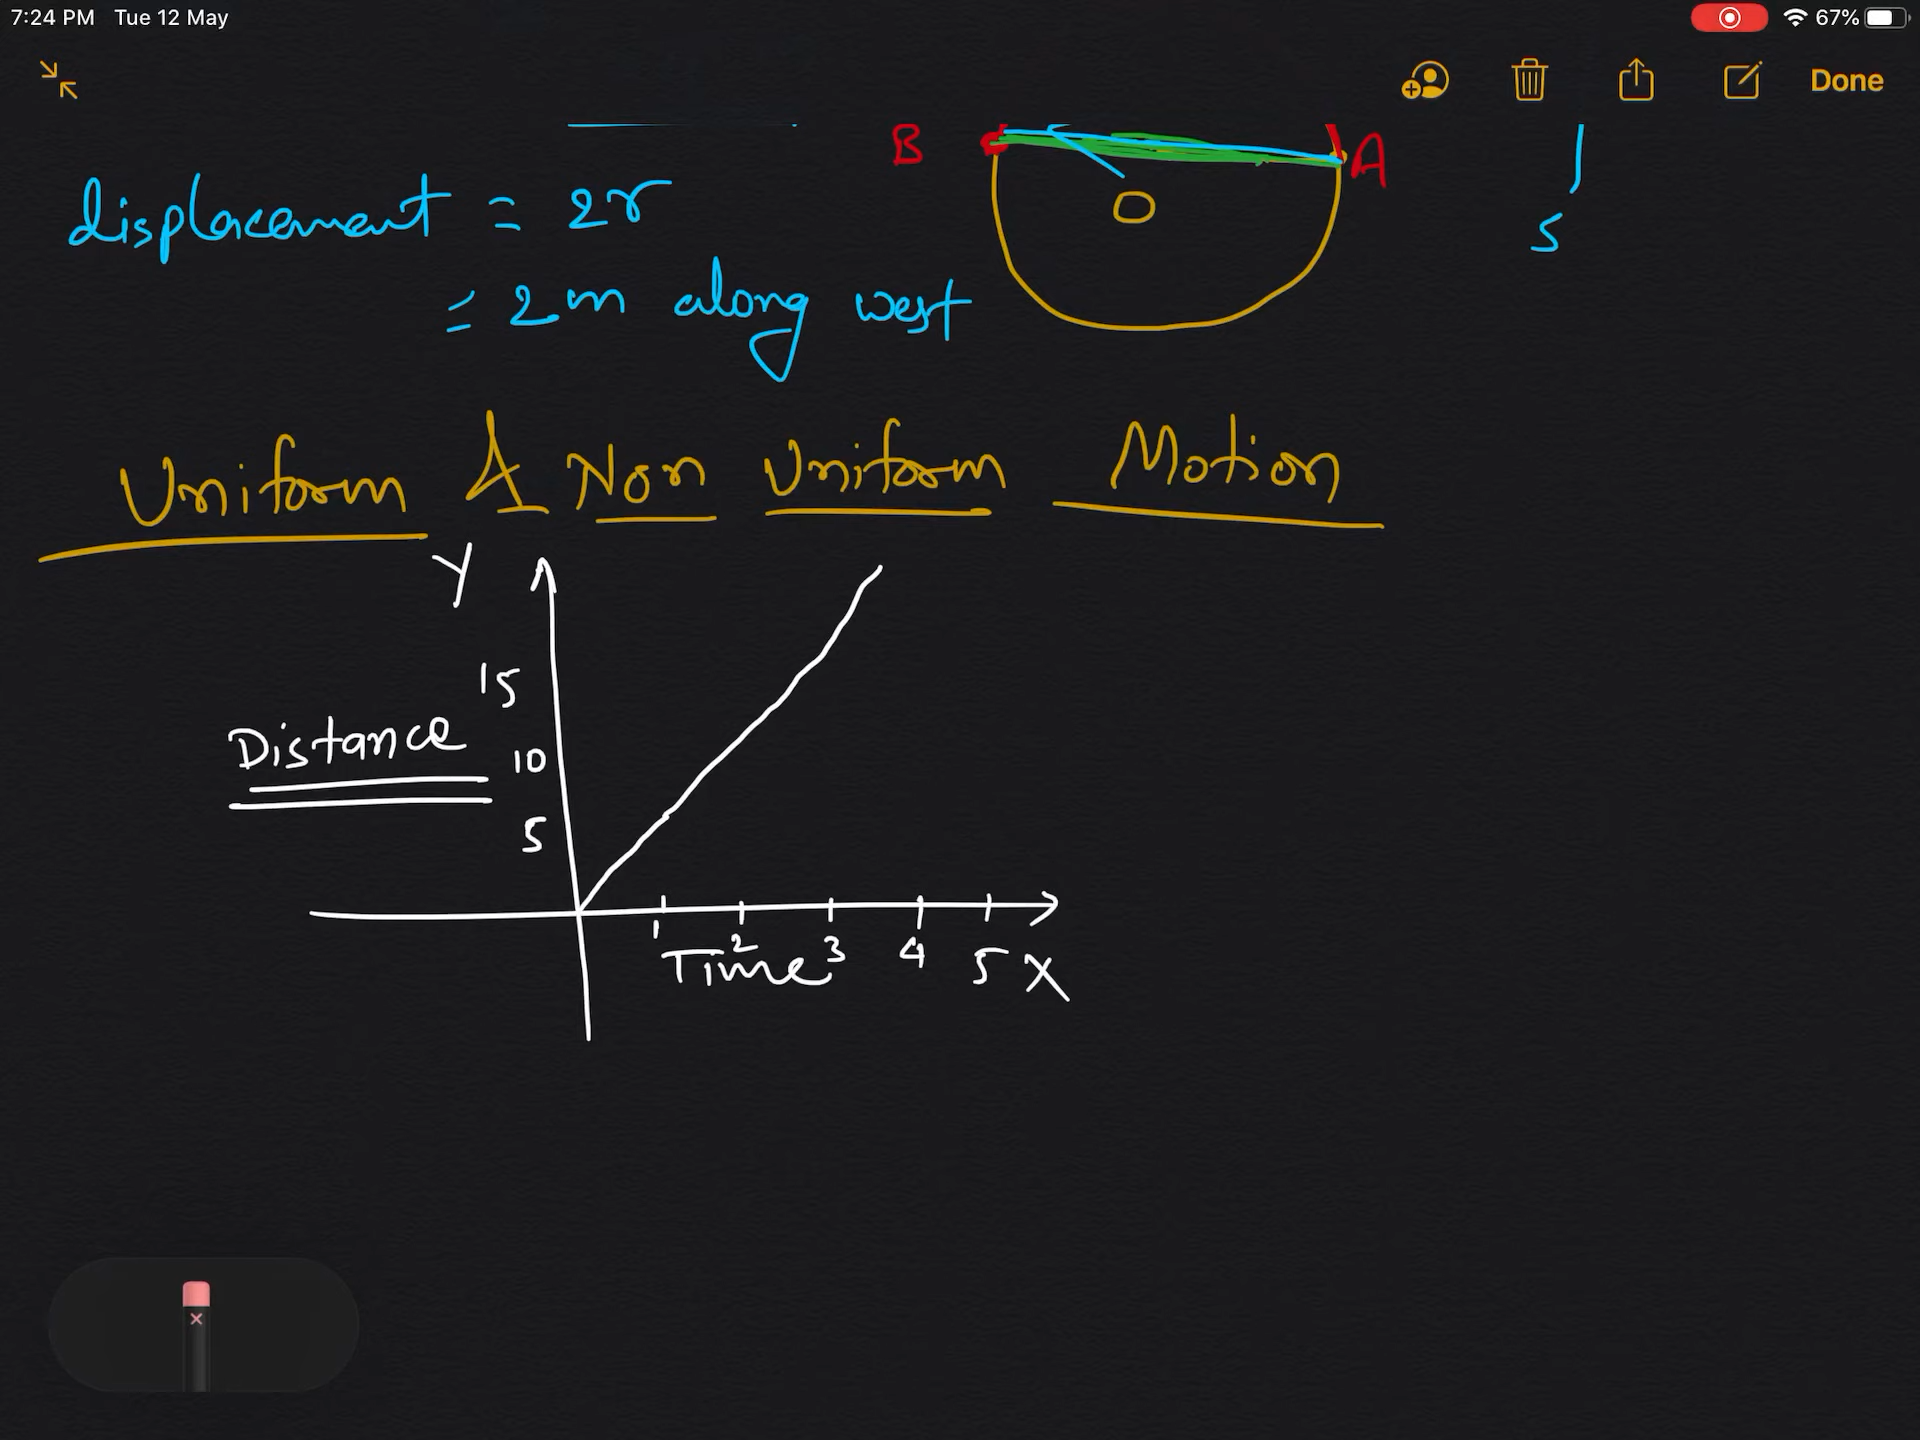 7:24 PM Tue 12 May
67%
Done
B
A
displacement = 2r
O
S
= 2m along west
Uniform & Non Uniform Motion
Y
15
Distance
10
5
1 2 3 4 5 X
Time